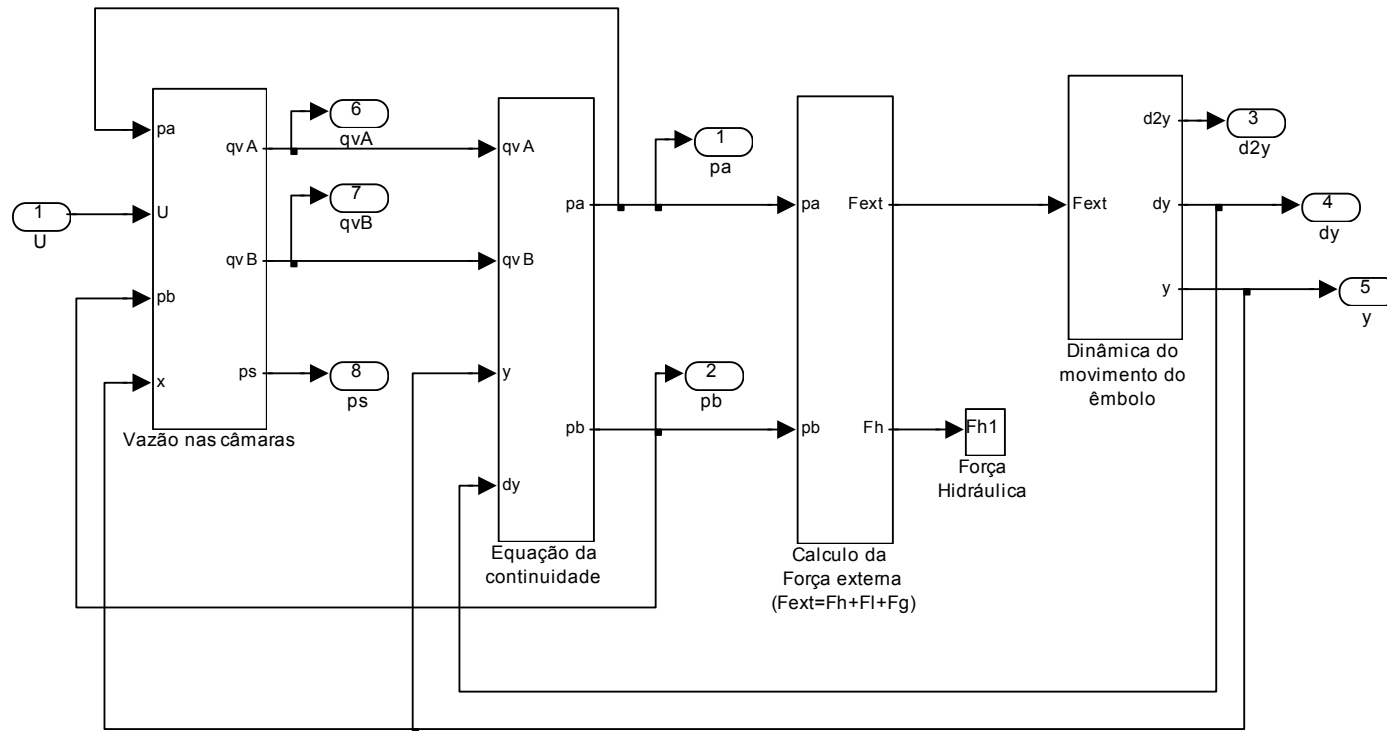 1
U
pa
U
pb
x
qvA
qvB
ps
Vazão nas câmaras
6
qvA
7
qvB
8
ps
qvA
qvB
y
dy
pa
pb
Equação da
continuidade
1
pa
2
pb
pa
pb
Fext
Fh
Calculo da
Força externa
(Fext=Fh+Fl+Fg)
Fh1
Força
Hidráulica
Fext
d2y
dy
y
Dinâmica do
movimento do
êmbolo
3
d2y
4
dy
5
y